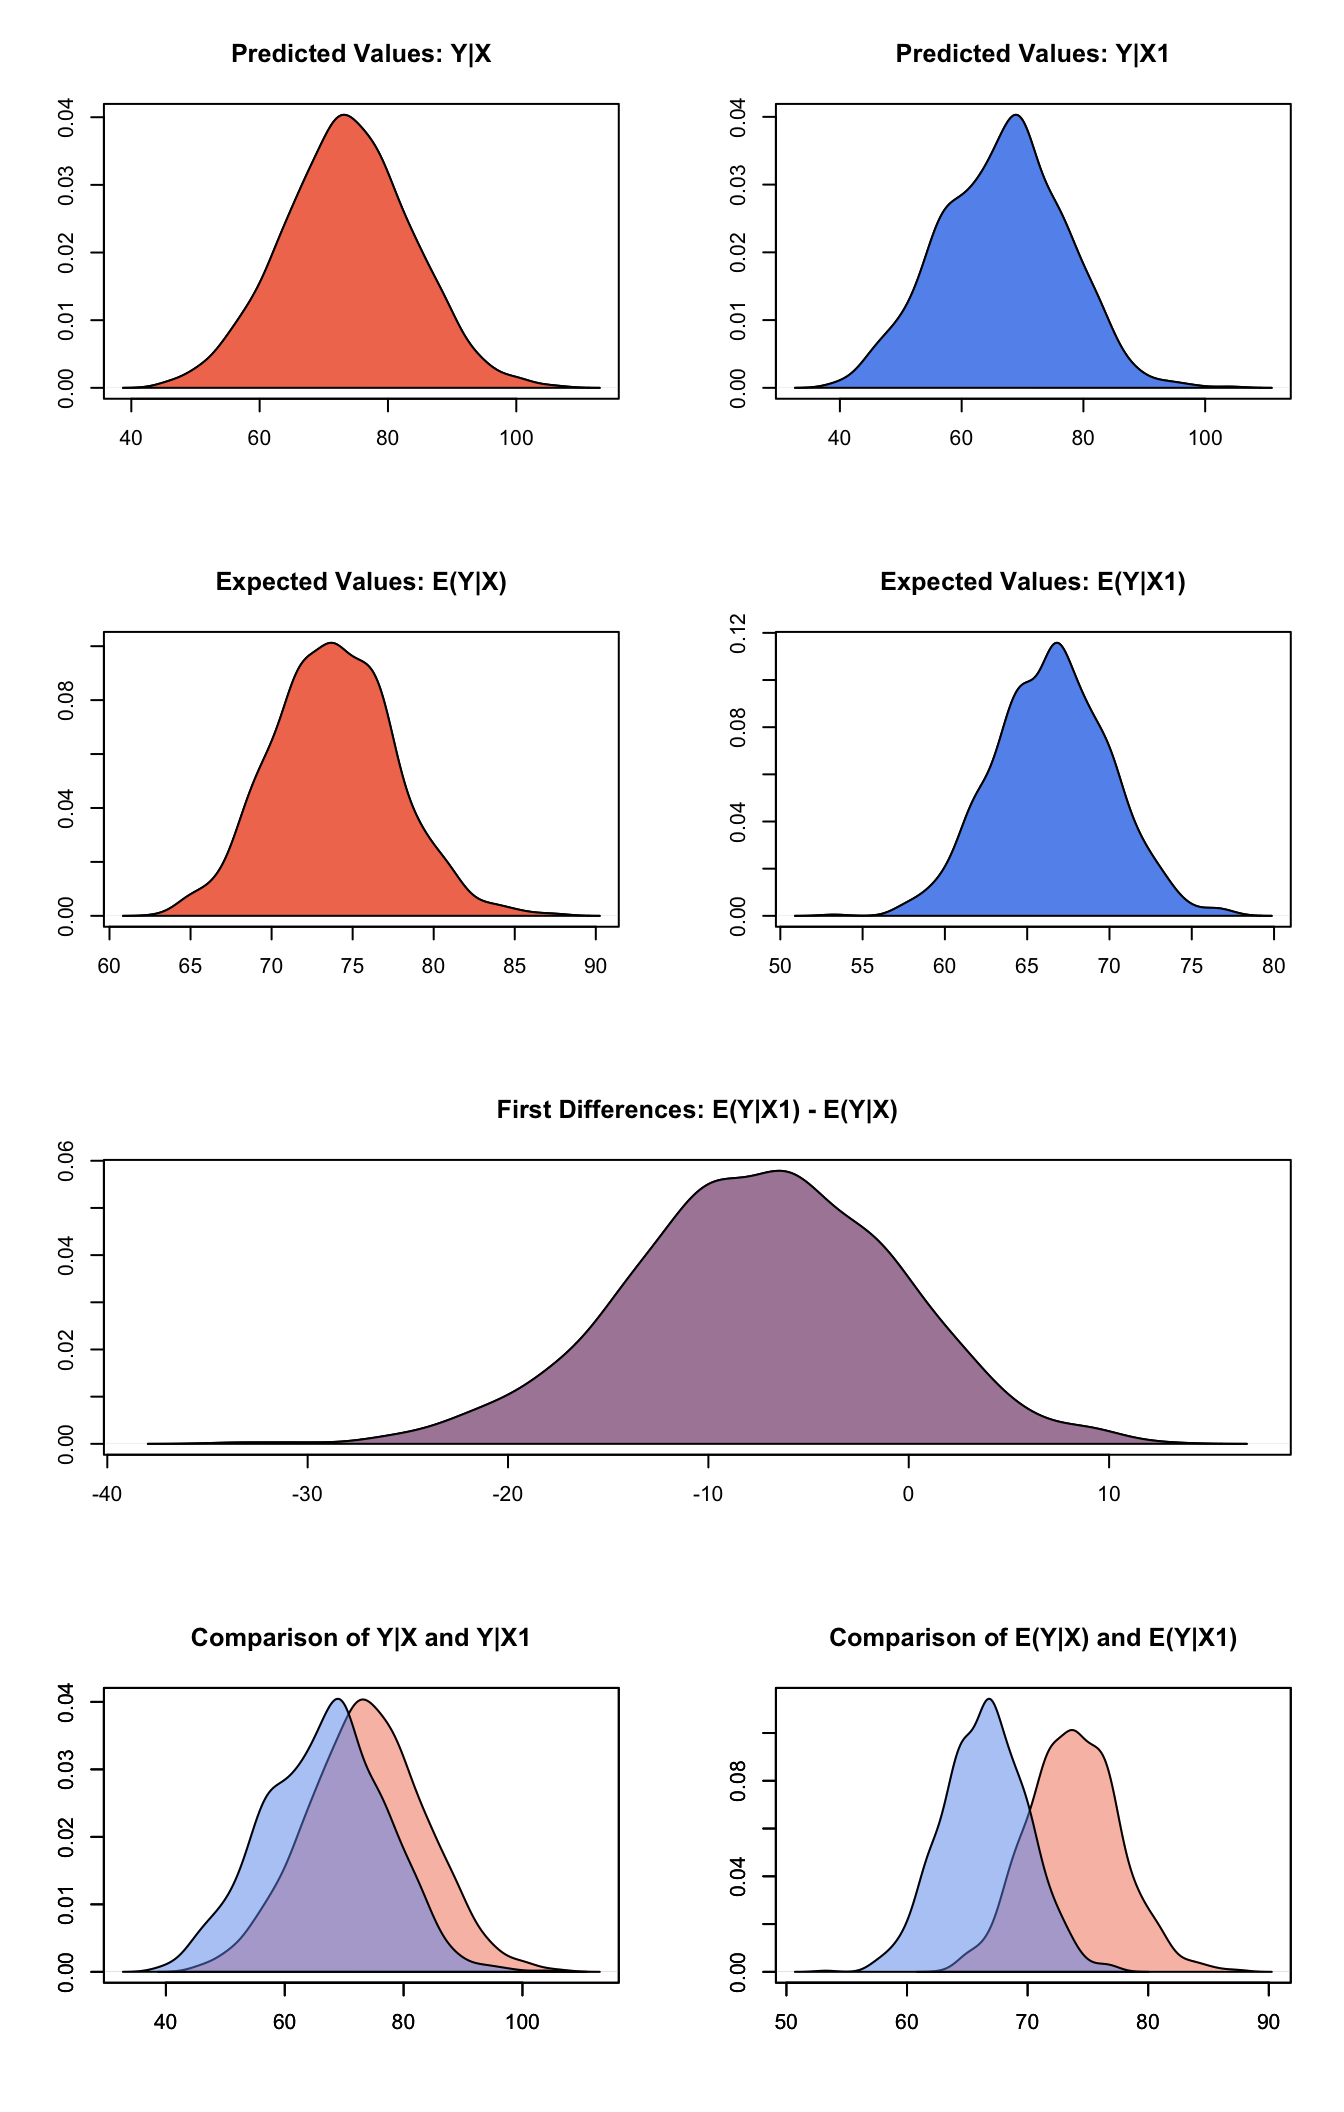 Predicted Values: Y|X
0.04
0.03
0.02
0.01
0.00
40 60 80 100
Predicted Values: Y|X1
0.04
0.03
0.02
0.01
0.00
40 60 80 100
Expected Values: E(Y|X)
0.08
0.04
0.00
60 65 70 75 80 85 90
Expected Values: E(Y|X1)
0.12
0.08
0.04
0.00
50 55 60 65 70 75 80
First Differences: E(Y|X1) - E(Y|X)
0.06
0.04
0.02
0.00
-40 -30 -20 -10 0 10
Comparison of Y|X and Y|X1
0.04
0.03
0.02
0.01
0.00
40 60 80 100
Comparison of E(Y|X) and E(Y|X1)
0.08
0.04
0.00
50 60 70 80 90